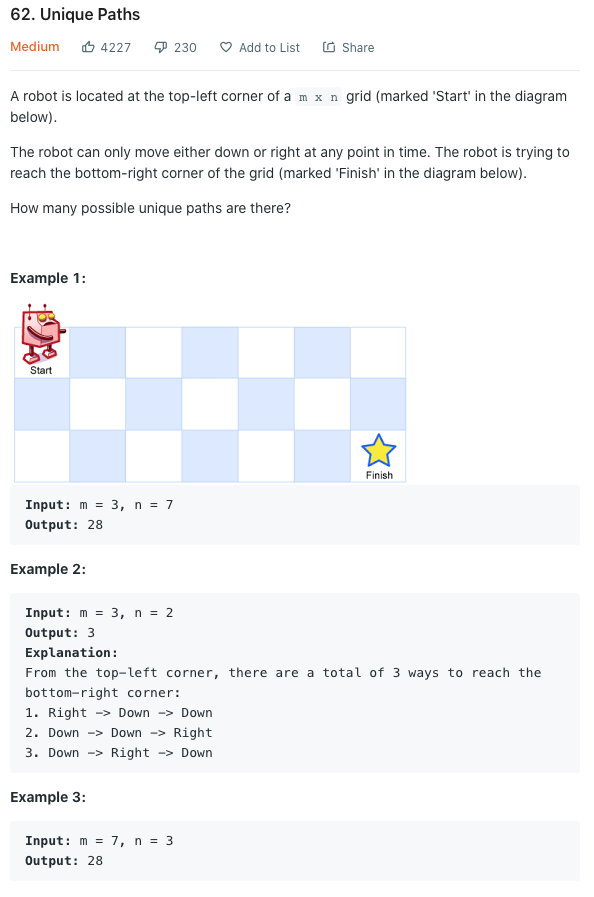 62. Unique Paths
Medium 4227 230 Add to List Share
A robot is located at the top-left corner of a m x n grid (marked 'Start' in the diagram
below).
The robot can only move either down or right at any point in time. The robot is trying to
reach the bottom-right corner of the grid (marked 'Finish' in the diagram below).
How many possible unique paths are there?
Example 1:
Start
Finish
Input: m = 3, n = 7
Output: 28
Example 2:
Input: m = 3, n = 2
Output: 3
Explanation:
From the top-left corner, there are a total of 3 ways to reach the
bottom-right corner:
1. Right -> Down -> Down
2. Down -> Down -> Right
3. Down -> Right -> Down
Example 3:
Input: m = 7, n = 3
Output: 28